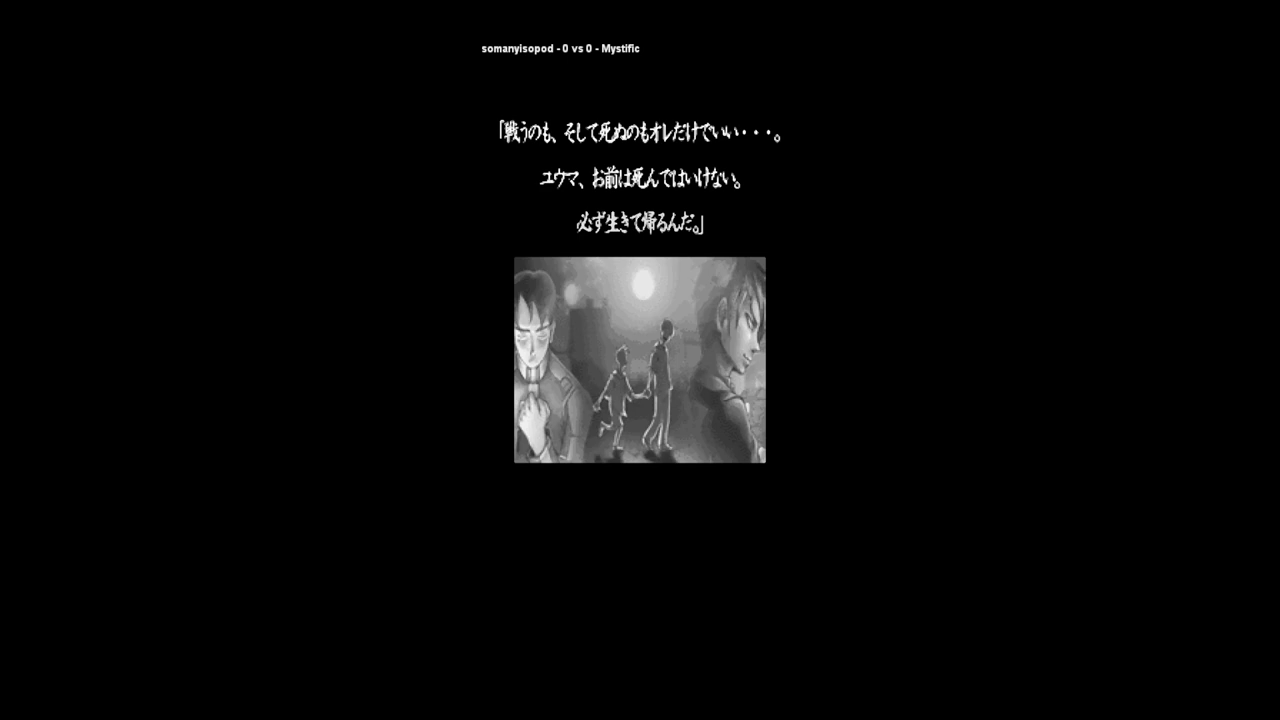 somanyisopod - 0 vs 0 - Mystific
「戦うのも、そして死ぬのもオレだけでいい・・・。
ユウマ、お前は死んではいけない。
必ず生きて帰るんだ。」